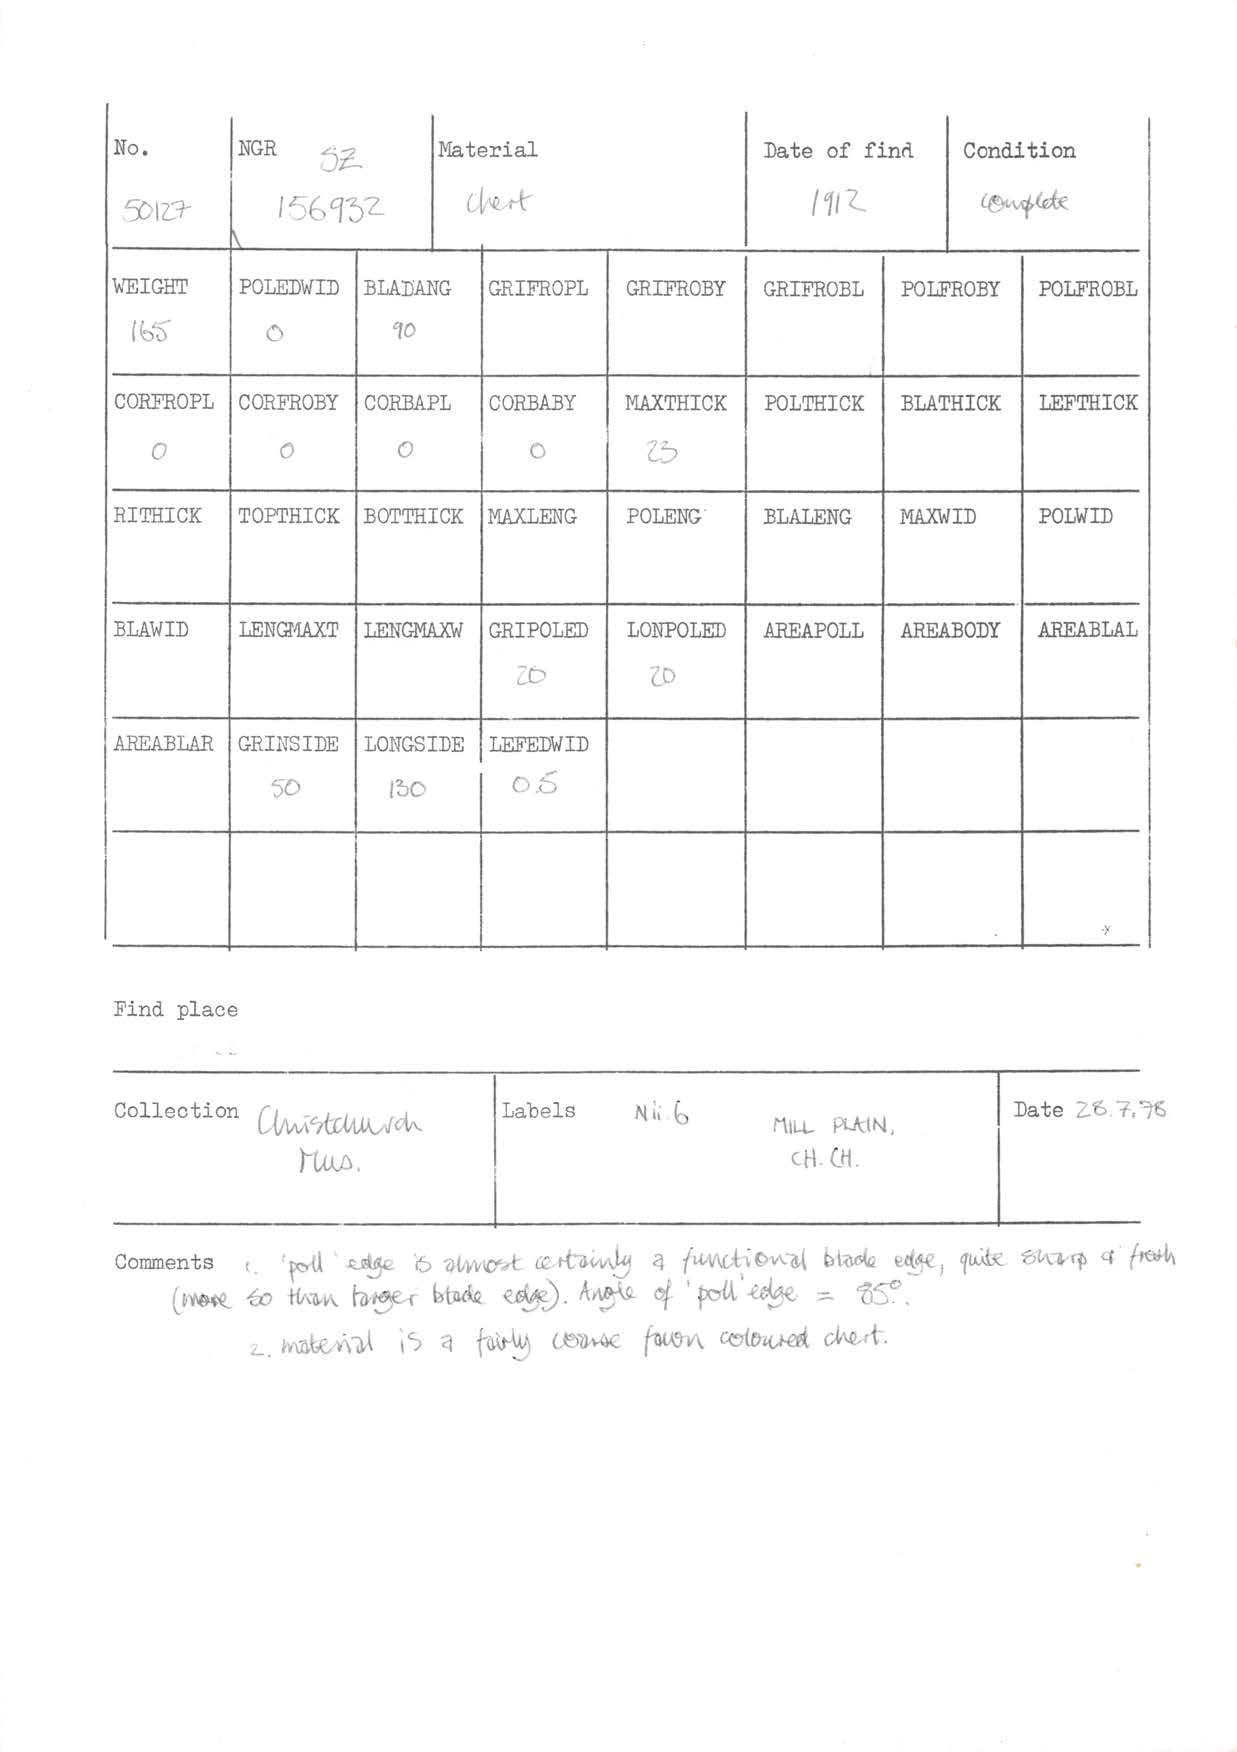 No. NGR SZ Material Date of find Condition
50127 156932 chert 1912 complete
WEIGHT POLEDWID BLADANG GRIFROPL GRIFROBY GRIFROBL POLFROBY POLFROBL
165 0 90
CORFROPL CORFROBY CORBAPL CORBABY MAXTHICK POLTHICK BLATHICK LEFTHICK
0 0 0 0 23
RITHICK TOPTHICK BOTTHICK MAXLENG POLENG BLALENG MAXWID POLWID
BLAWID LENGMAXT LENGMAXW GRIPOLED LONPOLED AREAPOLL AREABODY AREABLAL
20 20
AREABLAR GRINSIDE LONGSIDE LEFEDWID
50 130 0.5
Find place
Collection Christchurch Labels Nii.6 MILL PLAIN, Date 28.7.78
Mus. CH. CH.
Comments 1. 'poll' edge is almost certainly a functional blade edge, quite sharp & fresh
(more so than larger blade edge). Angle of 'poll' edge = 85°.
2. material is a fairly coarse fawn coloured chert.